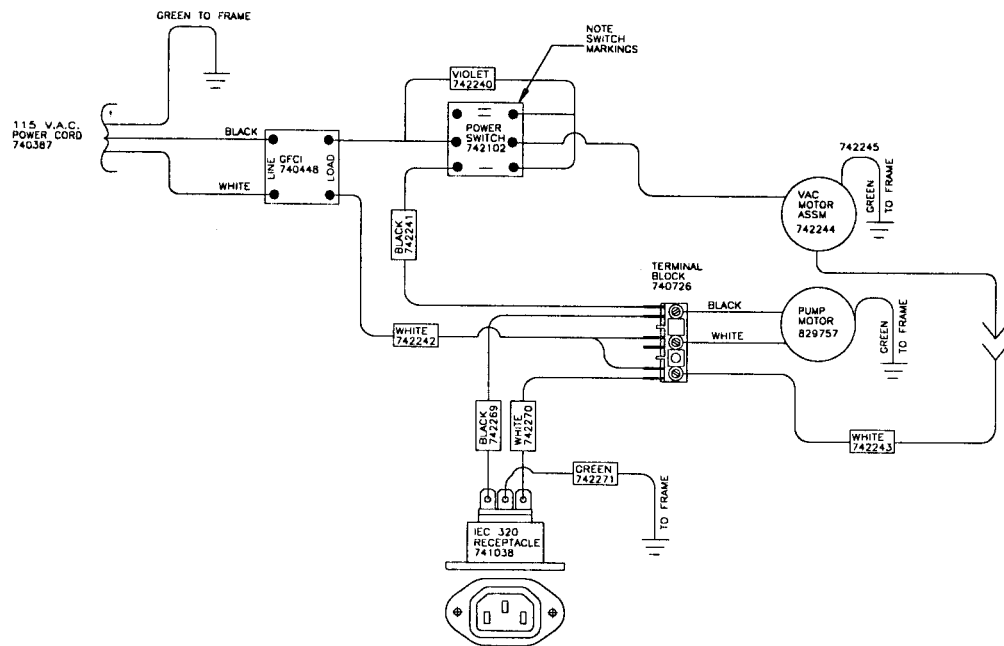 GREEN TO FRAME
NOTE
SWITCH
MARKINGS
VIOLET
742240
115 V.A.C.
POWER CORD
740387
BLACK
WHITE
LINE
GFCI
740448
LOAD
POWER
SWITCH
742102
742245
GREEN
TO FRAME
VAC
MOTOR
ASSM
742244
BLACK
742241
TERMINAL
BLOCK
740726
BLACK
WHITE
PUMP
MOTOR
829757
GREEN
TO FRAME
WHITE
742242
BLACK
742269
WHITE
742270
WHITE
742243
GREEN
742271
TO FRAME
IEC 320
RECEPTACLE
741038